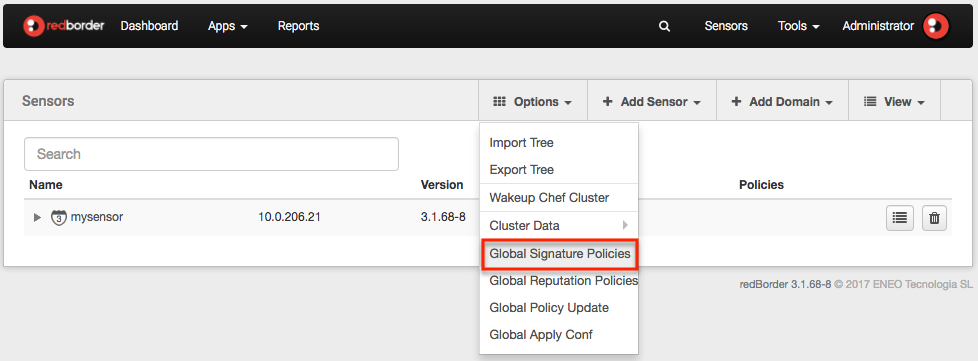 redborder Dashboard Apps Reports Sensors Tools Administrator
Sensors Options Add Sensor Add Domain View
Search
Import Tree
Export Tree
Name Version Policies
Wakeup Chef Cluster
3 mysensor 10.0.206.21 3.1.68-8
Cluster Data
Global Signature Policies
Global Reputation Policies
redBorder 3.1.68-8 © 2017 ENEO Tecnologia SL
Global Policy Update
Global Apply Conf